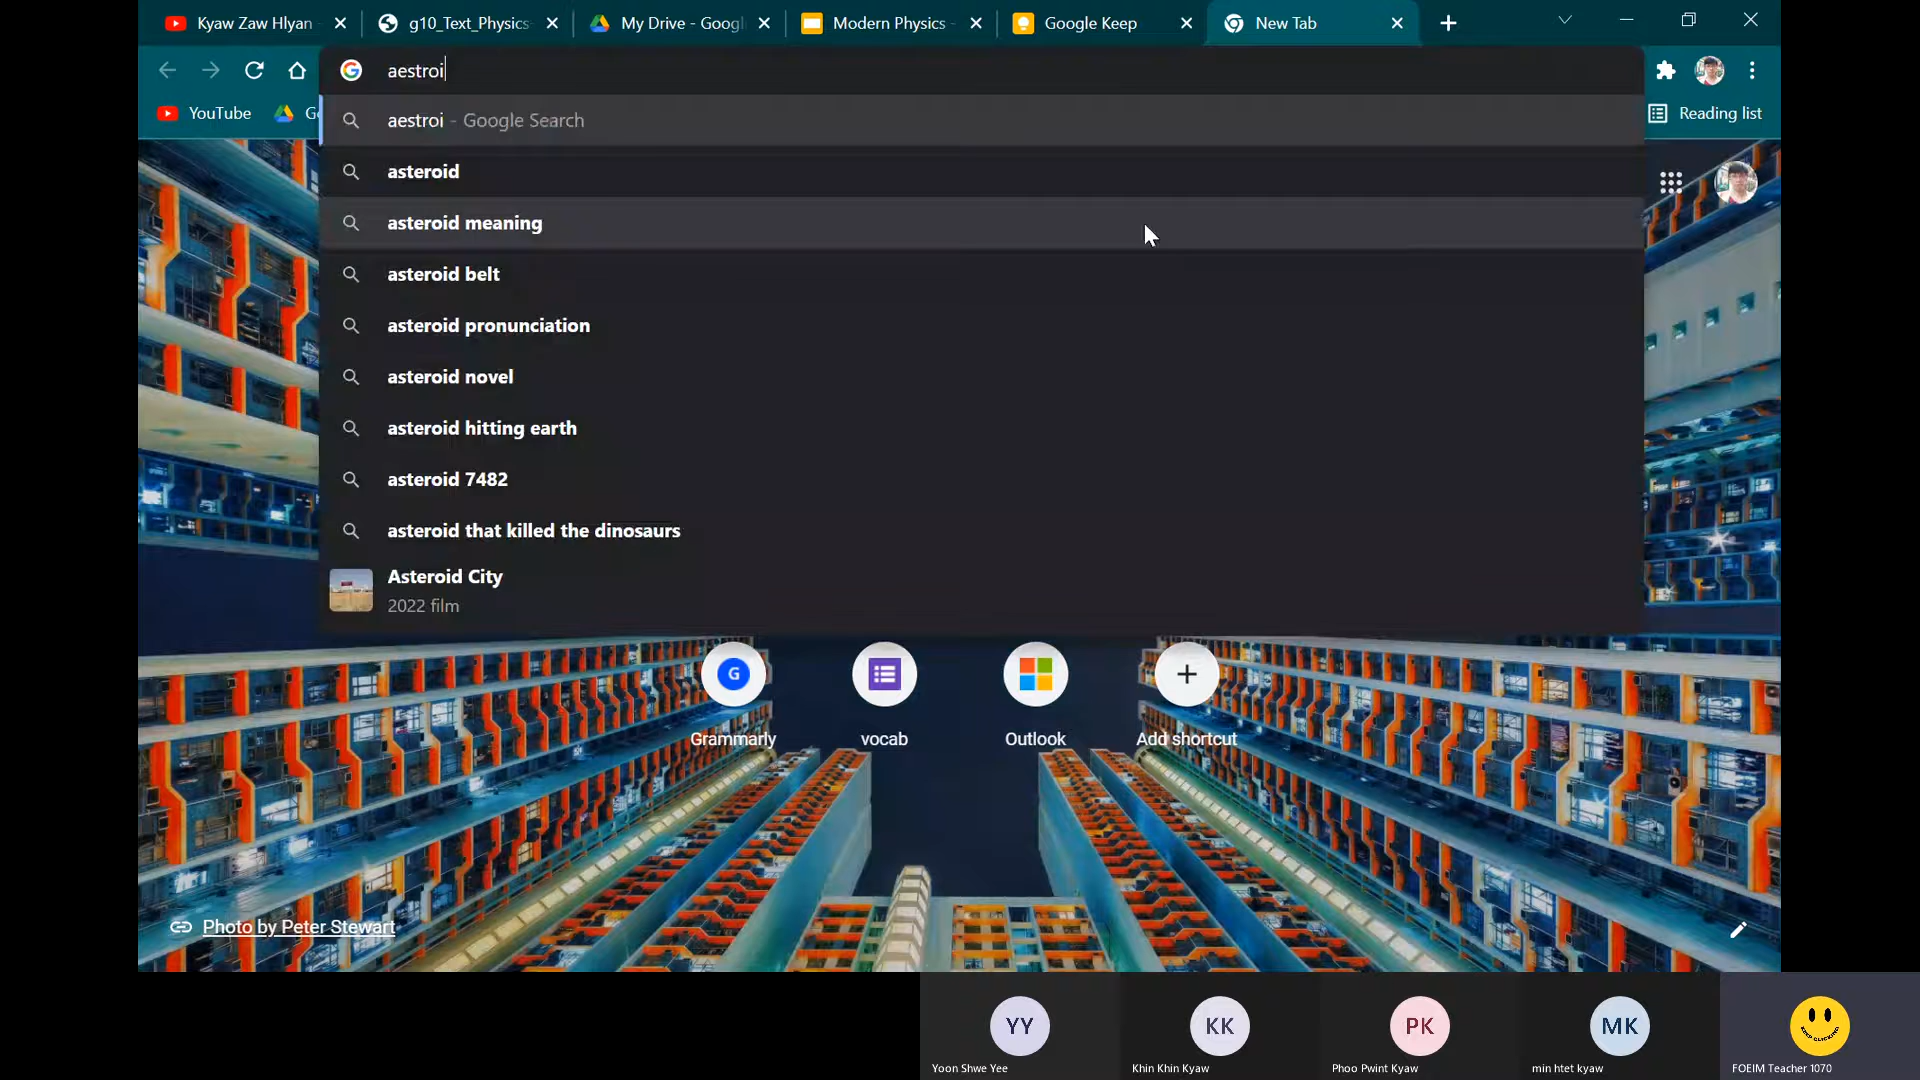 Kyaw Zaw Hlyan
g10_Text_Physics
My Drive - Googl
Modern Physics -
Google Keep
New Tab
aestroi
YouTube
G
Reading list
aestroi - Google Search
asteroid
asteroid meaning
asteroid belt
asteroid pronunciation
asteroid novel
asteroid hitting earth
asteroid 7482
asteroid that killed the dinosaurs
Asteroid City
2022 film
G
Grammarly
vocab
Outlook
Add shortcut
Photo by Peter Stewart
YY
KK
PK
MK
KEEP CLICKING
Yoon Shwe Yee
Khin Khin Kyaw
Phoo Pwint Kyaw
min htet kyaw
FOEIM Teacher 1070